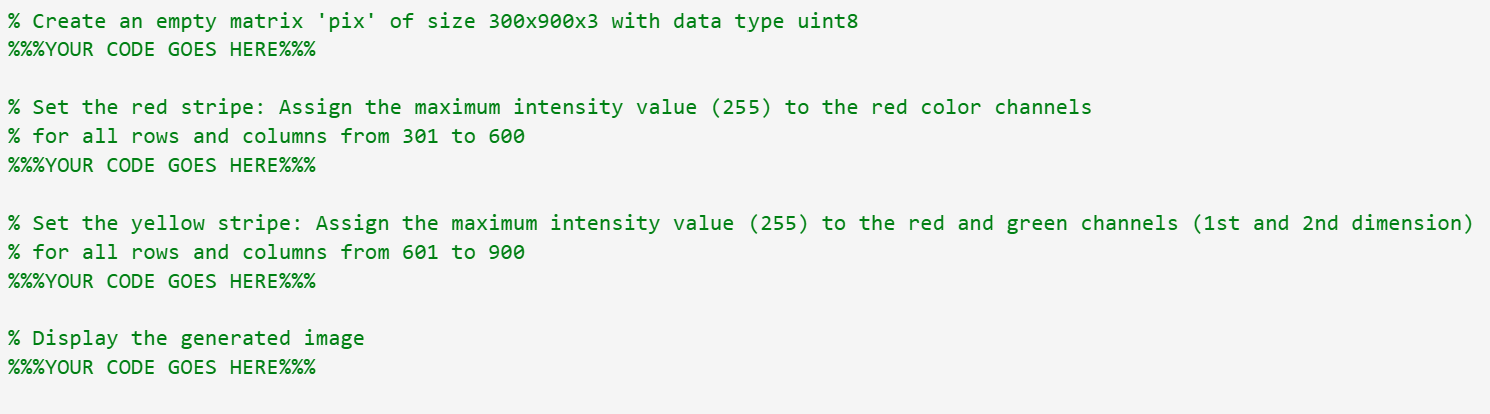 % Create an empty matrix 'pix' of size 300x900x3 with data type uint8
%%%YOUR CODE GOES HERE%%%
% Set the red stripe: Assign the maximum intensity value (255) to the red color channels
% for all rows and columns from 301 to 600
%%%YOUR CODE GOES HERE%%%
% Set the yellow stripe: Assign the maximum intensity value (255) to the red and green channels (1st and 2nd dimension)
% for all rows and columns from 601 to 900
%%%YOUR CODE GOES HERE%%%
% Display the generated image
%%%YOUR CODE GOES HERE%%%